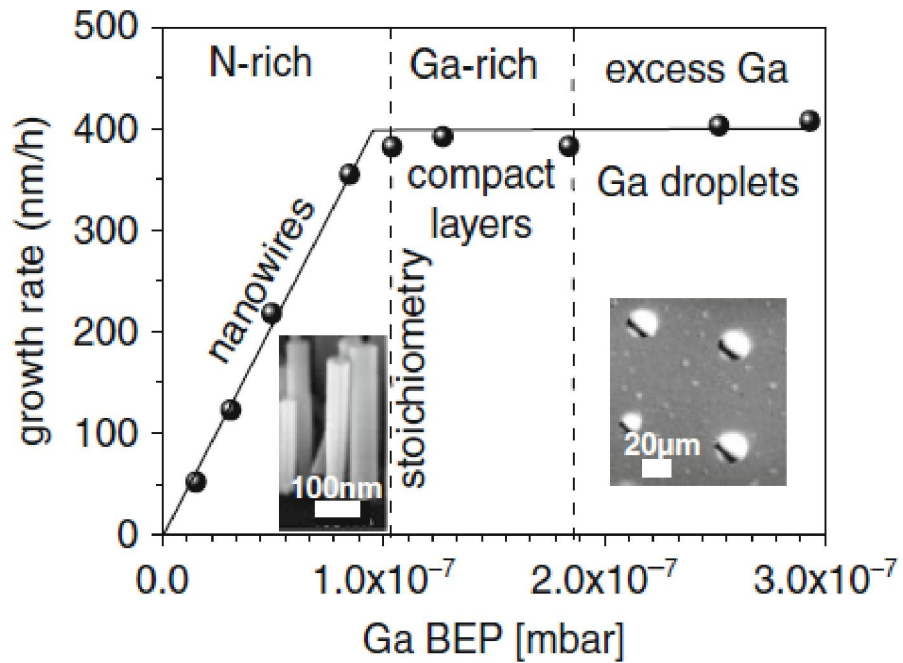 500
400
300
200
100
0
growth rate (nm/h)
N-rich
Ga-rich
excess Ga
nanowires
compact
layers
Ga droplets
stoichiometry
100nm
20µm
0.0
1.0x10⁻⁷
2.0x10⁻⁷
3.0x10⁻⁷
Ga BEP [mbar]